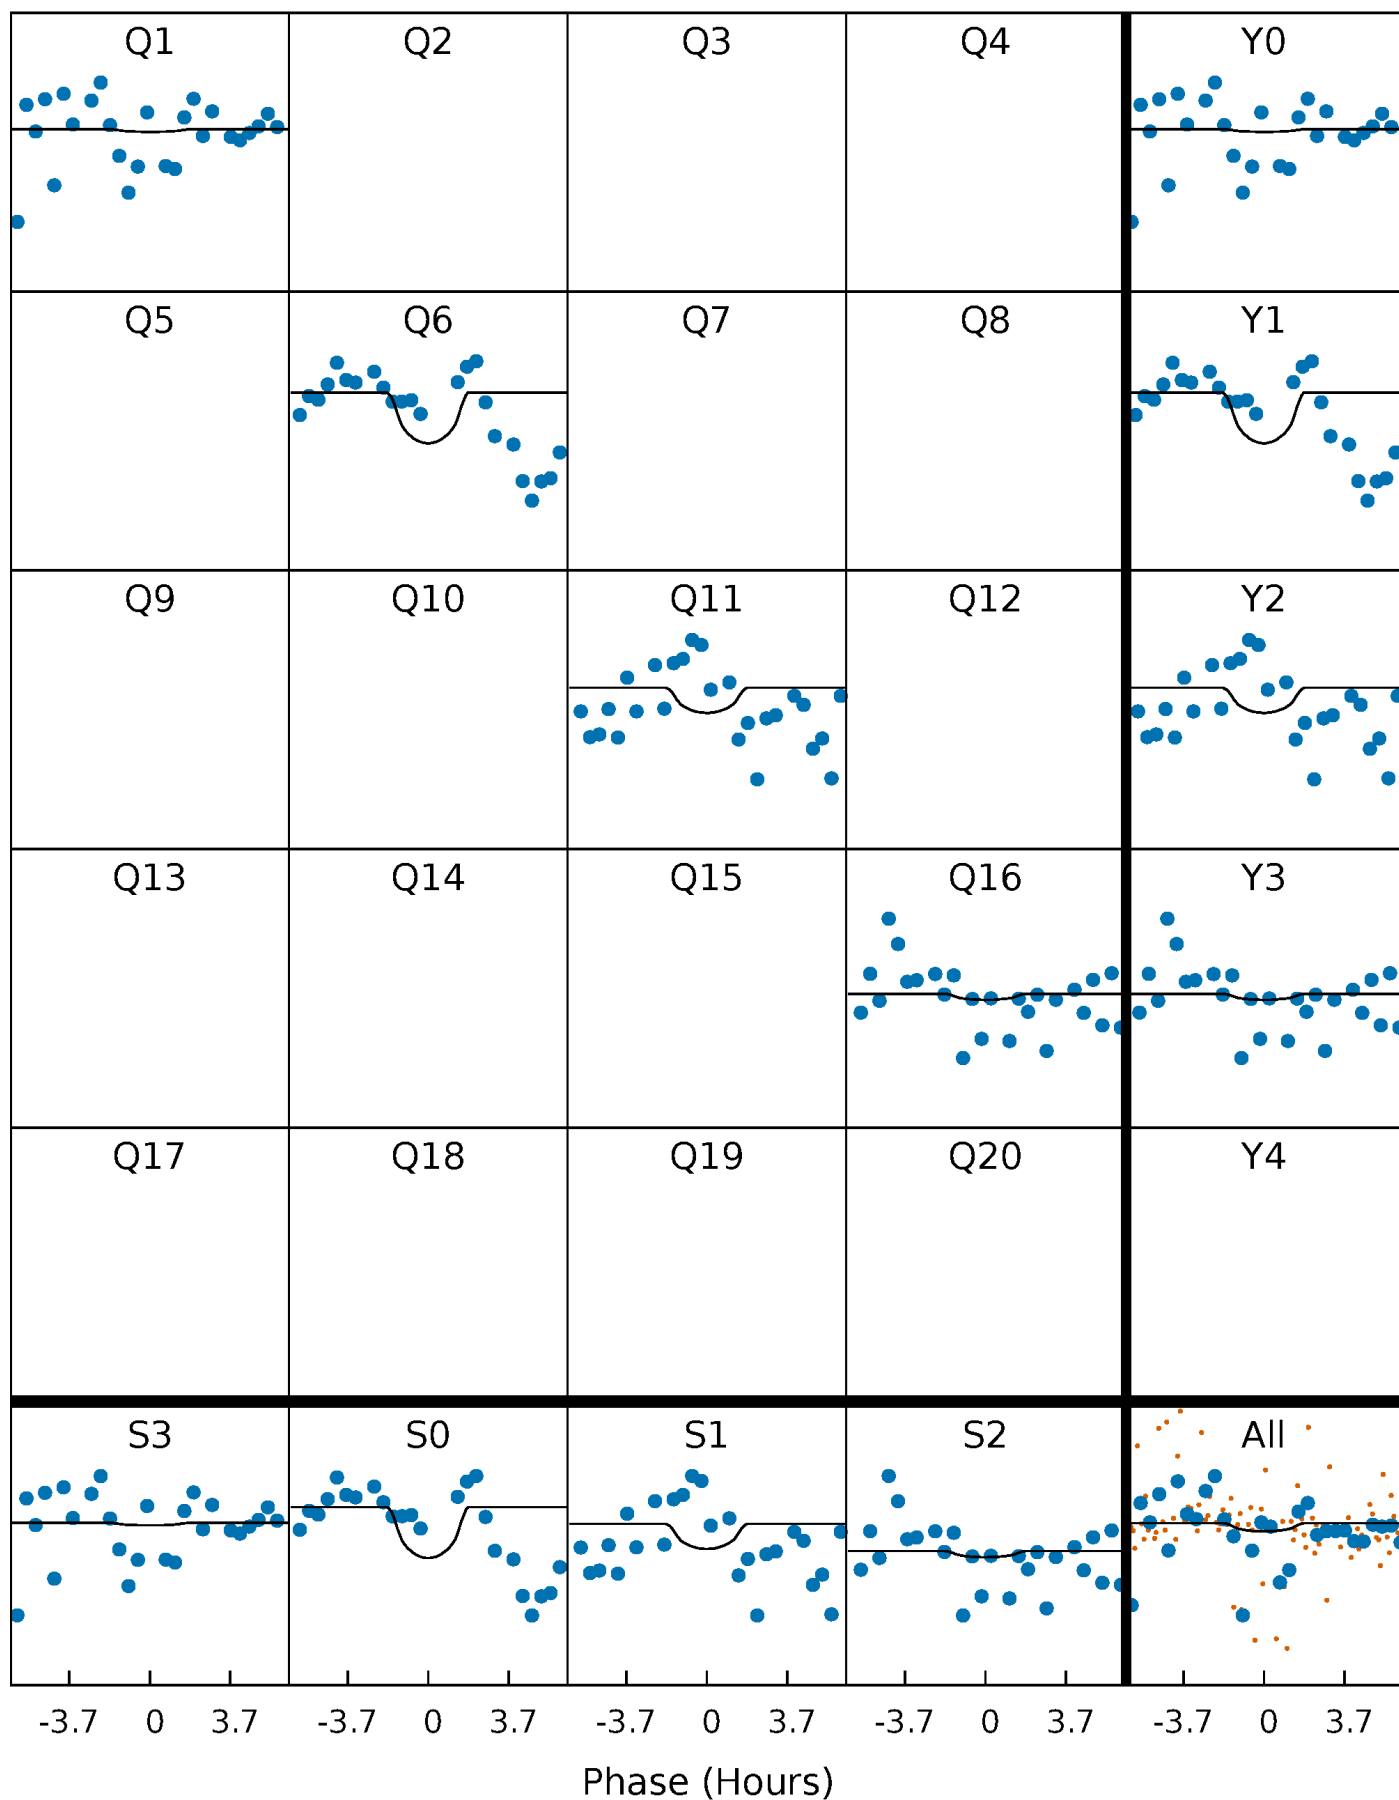 Q1 Q2 Q3 Q4 Y0
Q5 Q6 Q7 Q8 Y1
Q9 Q10 Q11 Q12 Y2
Q13 Q14 Q15 Q16 Y3
Q17 Q18 Q19 Q20 Y4
S3 S0 S1 S2 All
-3.7 0 3.7 -3.7 0 3.7 -3.7 0 3.7 -3.7 0 3.7 -3.7 0 3.7
Phase (Hours)